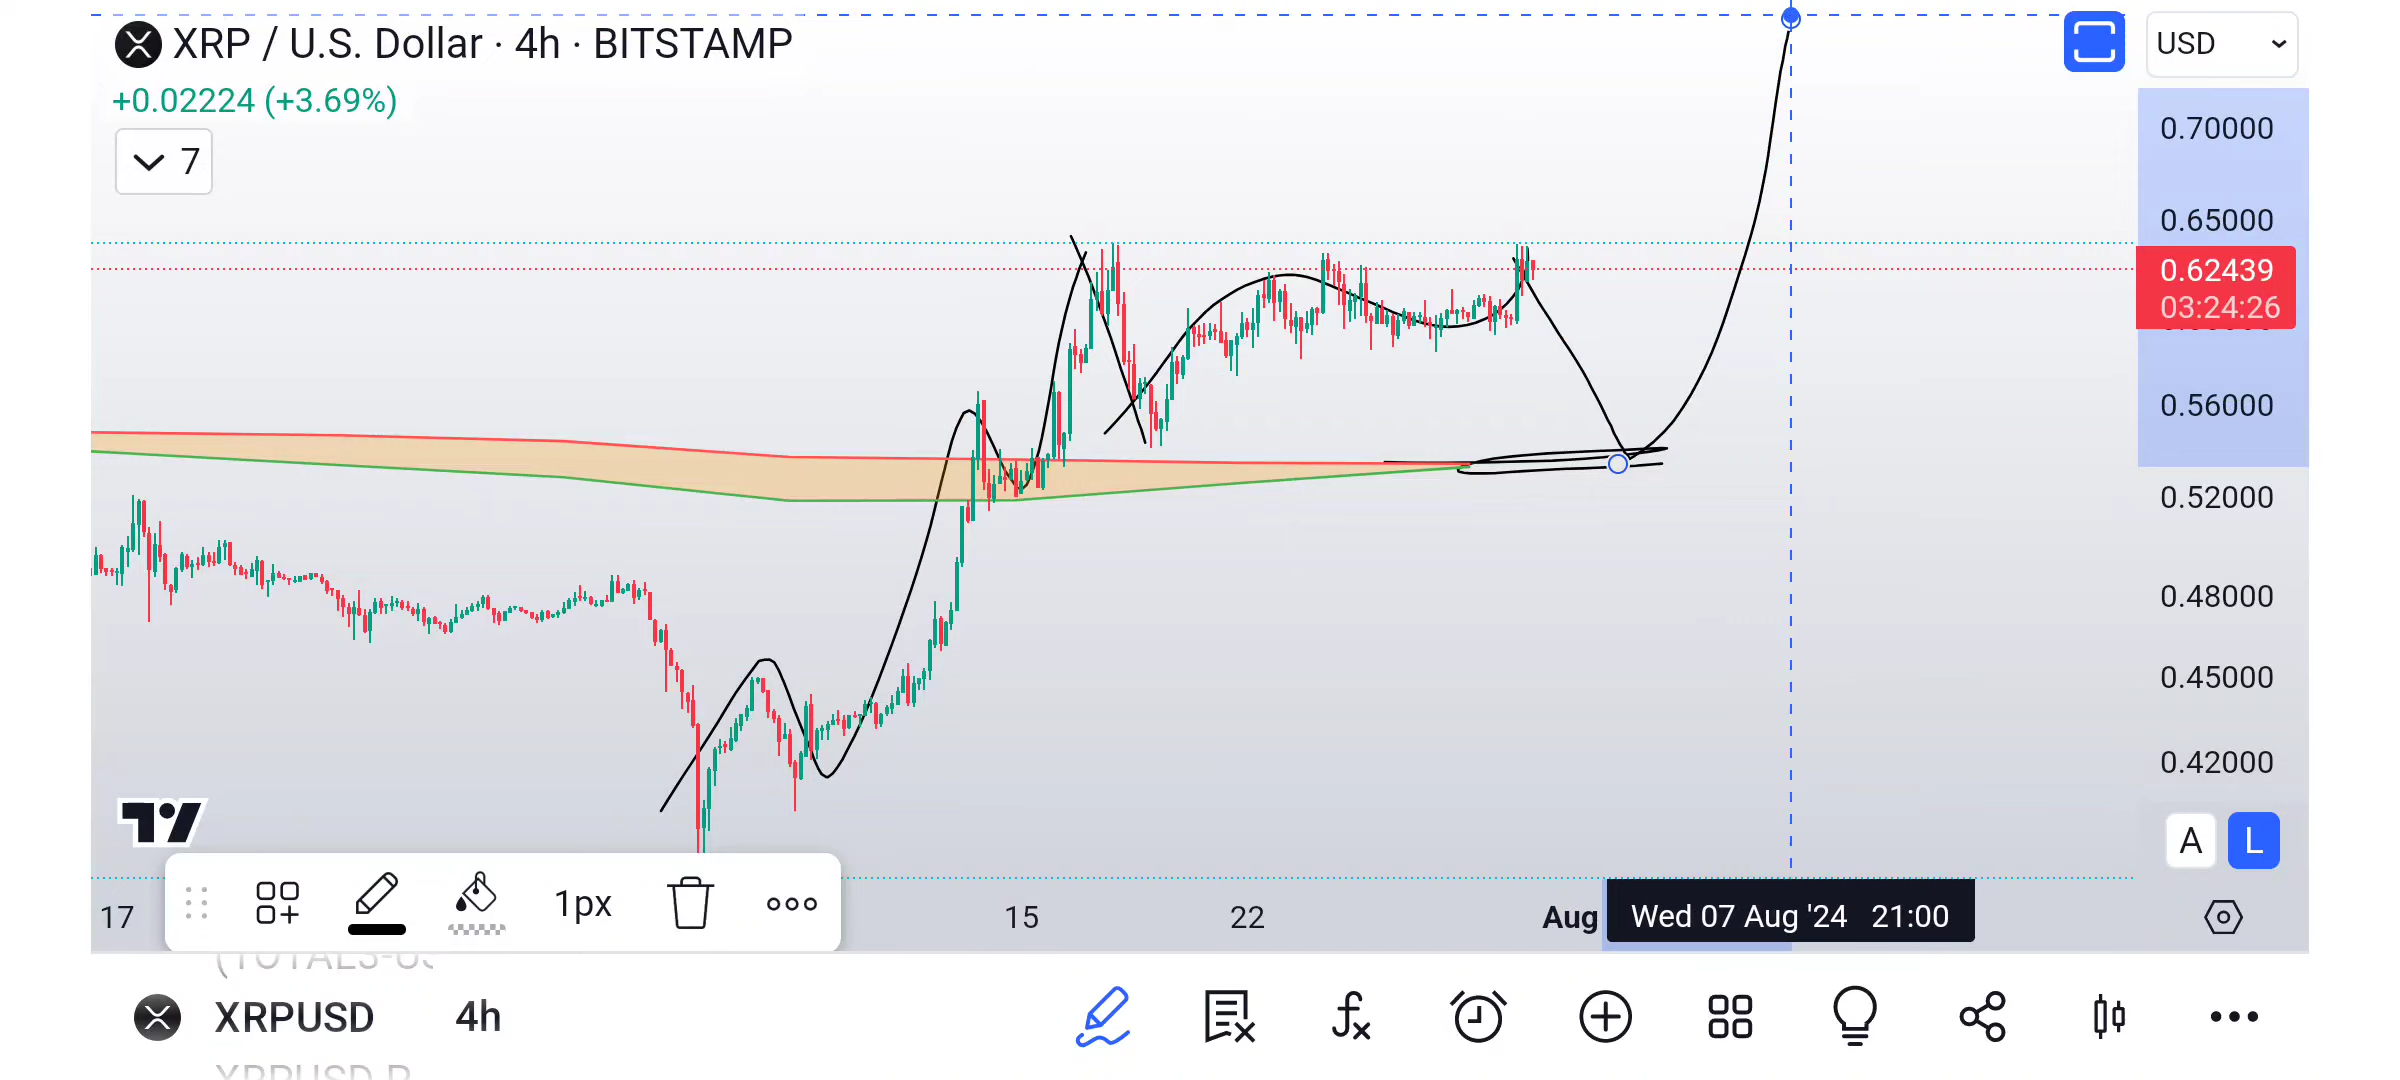 XRP / U.S. Dollar · 4h · BITSTAMP
USD
+0.02224 (+3.69%)
7
0.70000
0.65000
0.62439
03:24:26
0.56000
0.52000
0.48000
0.45000
0.42000
A L
1px
17 15 22 Aug Wed 07 Aug '24 21:00
XRPUSD 4h